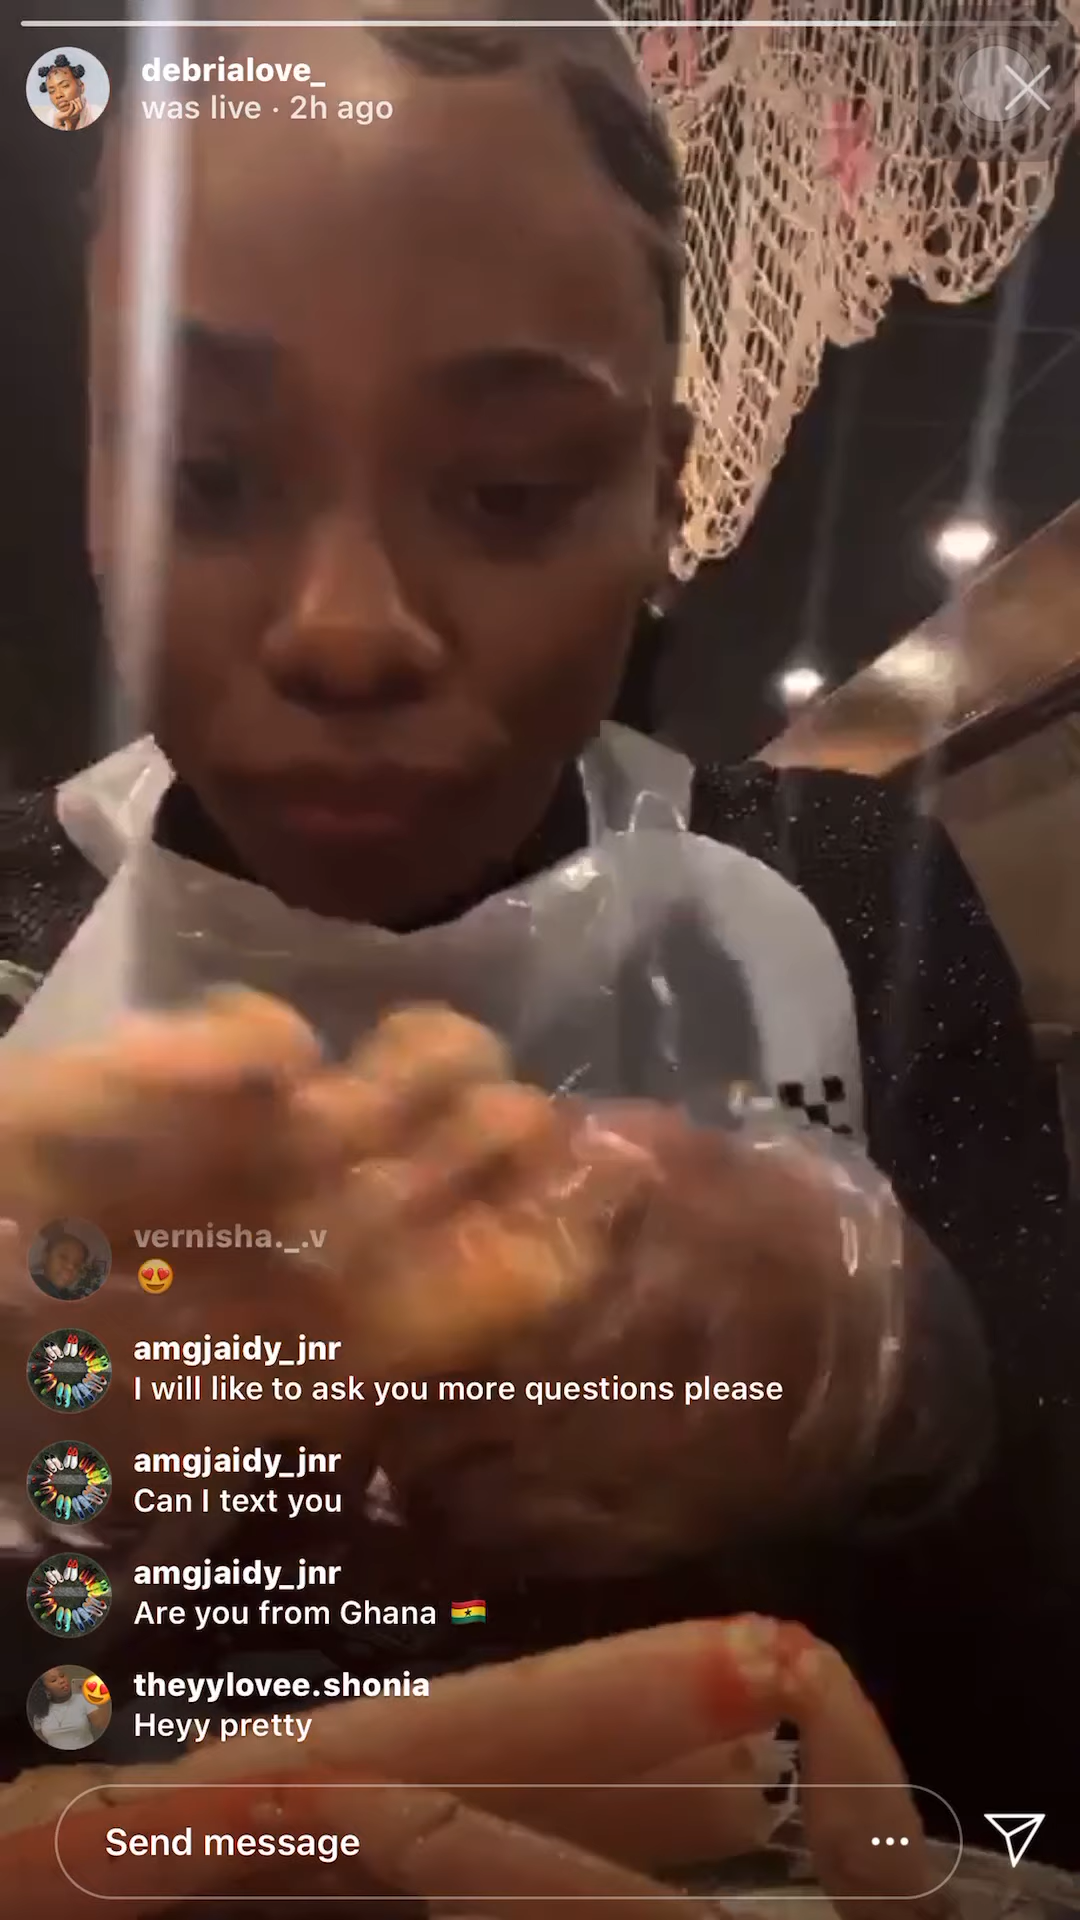 debrialove_
was live · 2h ago
vernisha._.v
😍
amgjaidy_jnr
I will like to ask you more questions please
amgjaidy_jnr
Can I text you
amgjaidy_jnr
Are you from Ghana 🇬🇭
theyylovee.shonia
Heyy pretty
Send message